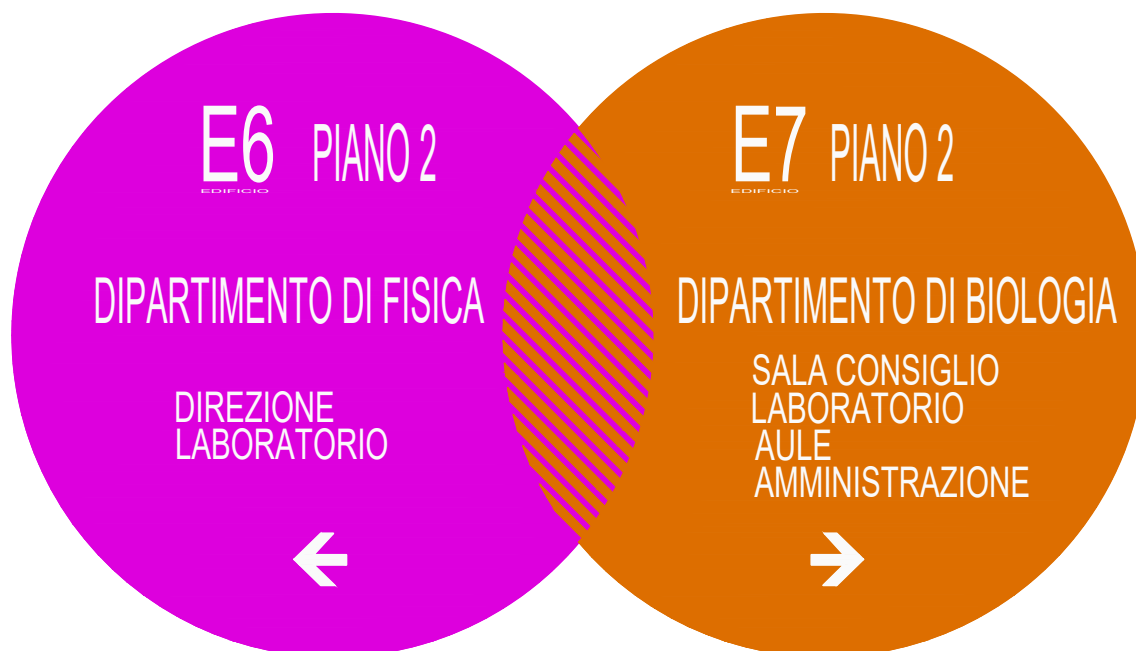 E6 PIANO 2
EDIFICIO
DIPARTIMENTO DI FISICA
DIREZIONE
LABORATORIO
E7 PIANO 2
EDIFICIO
DIPARTIMENTO DI BIOLOGIA
SALA CONSIGLIO
LABORATORIO
AULE
AMMINISTRAZIONE